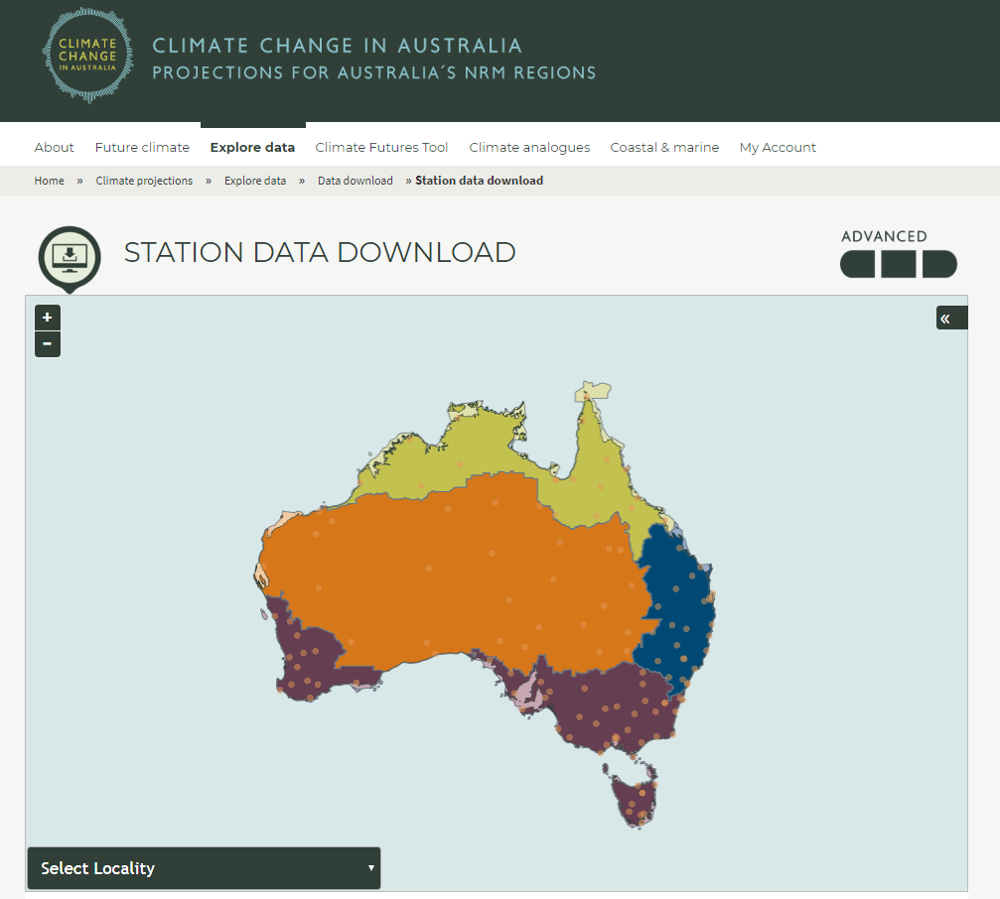 CLIMATE
CHANGE
IN AUSTRALIA
CLIMATE CHANGE IN AUSTRALIA
PROJECTIONS FOR AUSTRALIA´S NRM REGIONS
About Future climate Explore data Climate Futures Tool Climate analogues Coastal & marine My Account
Home » Climate projections » Explore data » Data download » Station data download
STATION DATA DOWNLOAD
ADVANCED
+
«
−
Select Locality ▾